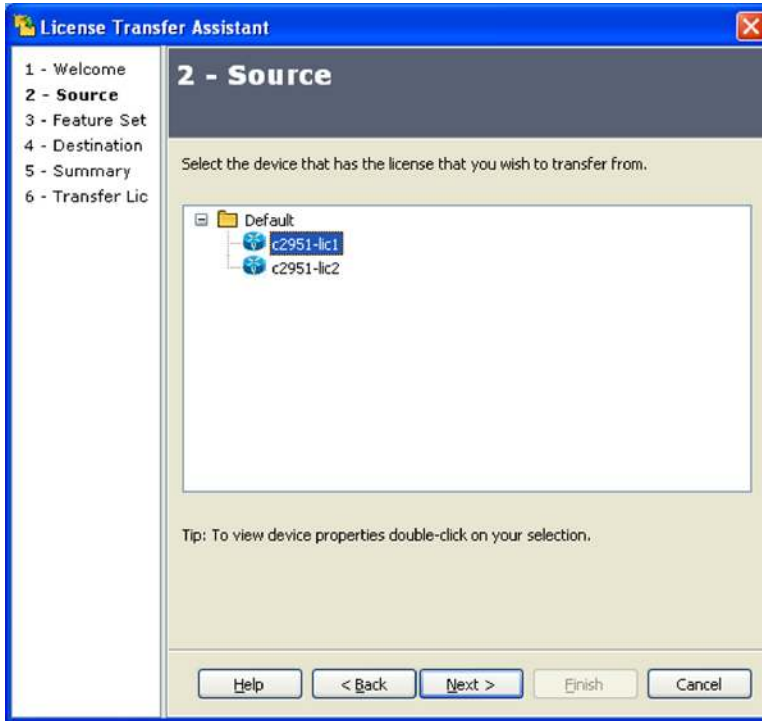 License Transfer Assistant
1 - Welcome
2 - Source
3 - Feature Set
4 - Destination
5 - Summary
6 - Transfer Lic
2 - Source
Select the device that has the license that you wish to transfer from.
Default
c2951-lic1
c2951-lic2
Tip: To view device properties double-click on your selection.
Help
< Back
Next >
Finish
Cancel